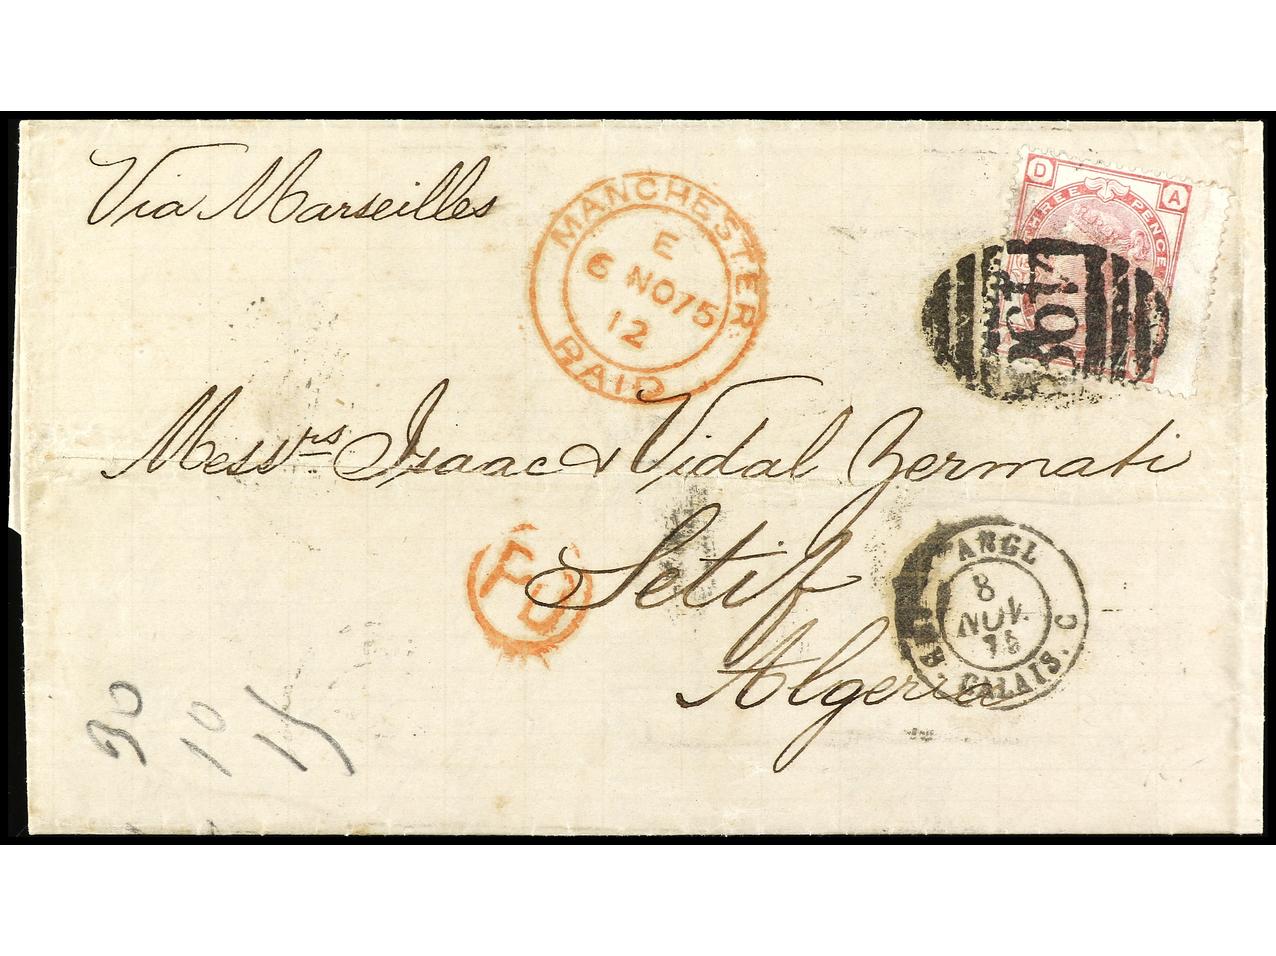 Via Marseilles
MANCHESTER
E
6 NO 75
12
PAID
D A
THREE PENCE
498
Messrs Isaac & Vidal Zermati
Setif
Algeria
PD
ANGL
8
NOV.
75
CALAIS. C
30
10
15